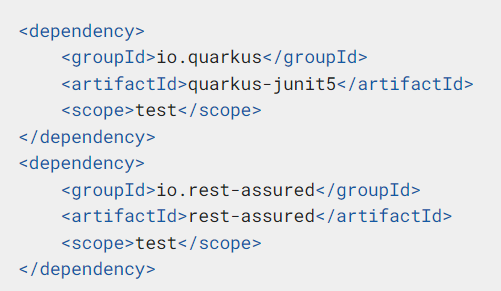 <dependency>
    <groupId>io.quarkus</groupId>
    <artifactId>quarkus-junit5</artifactId>
    <scope>test</scope>
</dependency>
<dependency>
    <groupId>io.rest-assured</groupId>
    <artifactId>rest-assured</artifactId>
    <scope>test</scope>
</dependency>